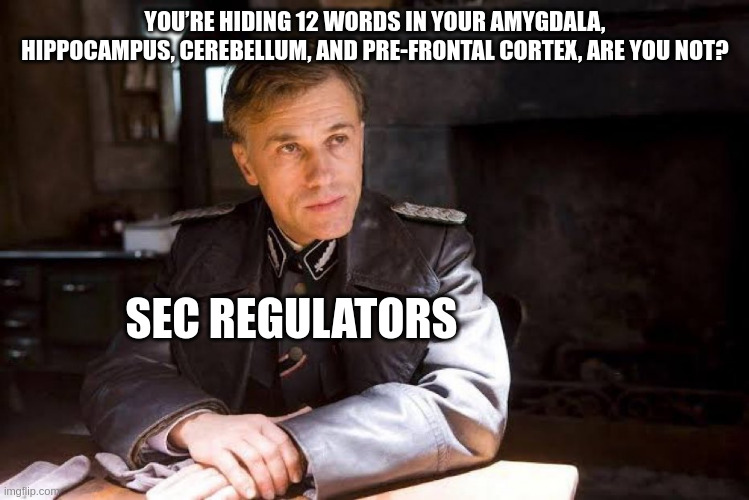 YOU’RE HIDING 12 WORDS IN YOUR AMYGDALA,
HIPPOCAMPUS, CEREBELLUM, AND PRE-FRONTAL CORTEX, ARE YOU NOT?
SEC REGULATORS
imgflip.com